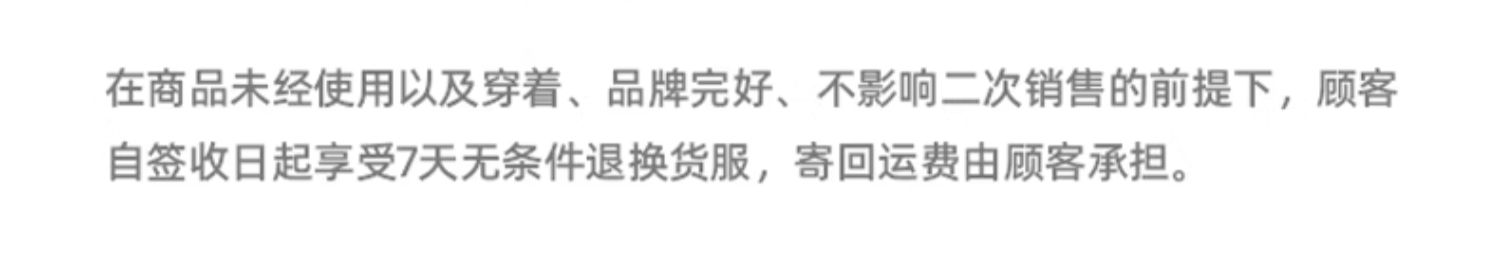 在商品未经使用以及穿着、品牌完好、不影响二次销售的前提下，顾客
自签收日起享受7天无条件退换货服，寄回运费由顾客承担。